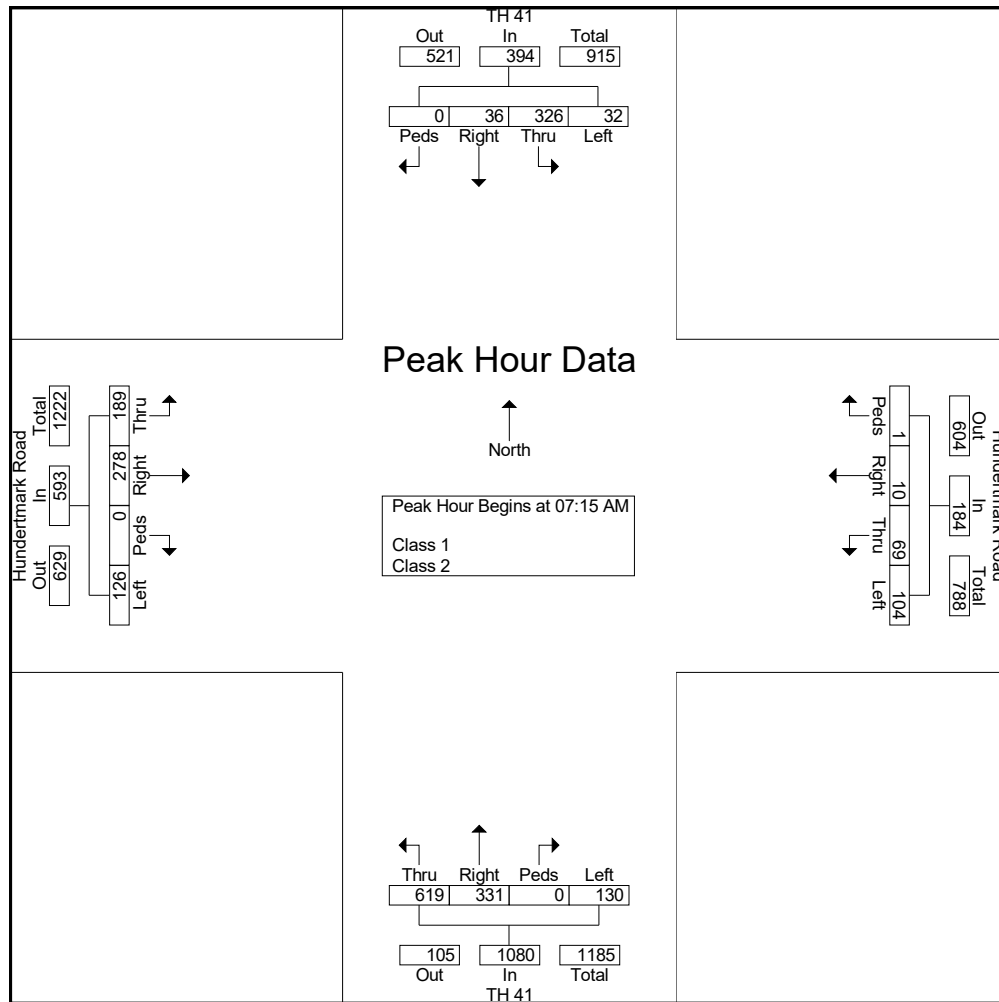 TH 41
Out In Total
521 394 915
0 36 326 32
Peds Right Thru Left
Peak Hour Data
North
Peak Hour Begins at 07:15 AM
Class 1
Class 2
Hundertmark Road
Out In Total
629 593 1222
Left Peds Right Thru
126 0 278 189
Hundertmark Road
Out In Total
604 184 788
1 10 69 104
Peds Right Thru Left
Thru Right Peds Left
619 331 0 130
105 1080 1185
Out In Total
TH 41